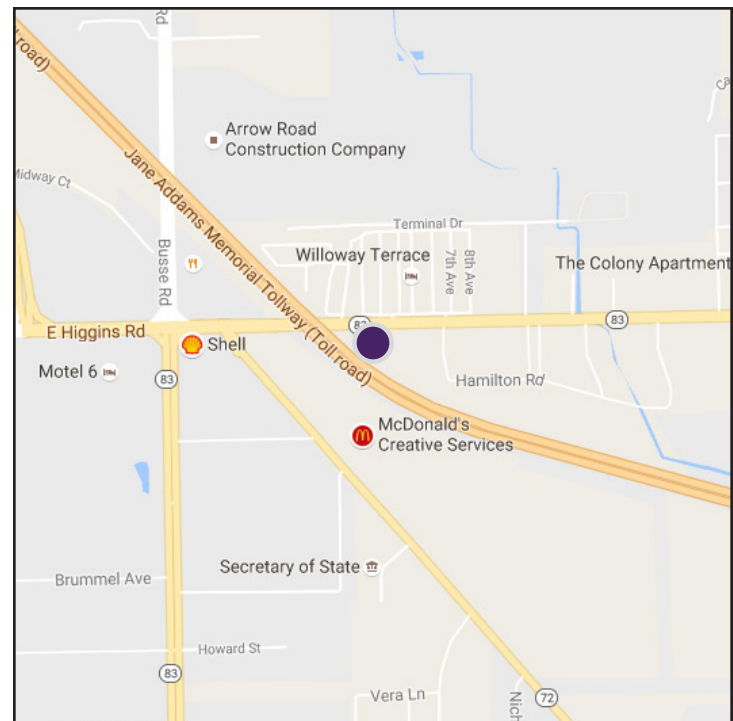 Rd
road)
Arrow Road
Construction Company
Jane Addams Memorial Tollway (Toll road)
Midway Ct
Terminal Dr
Busse Rd
Willoway Terrace
7th Ave
8th Ave
The Colony Apartment
83
83
E Higgins Rd
Shell
Motel 6
83
Hamilton Rd
McDonald's
Creative Services
Secretary of State
Brummel Ave
Howard St
83
Vera Ln
72